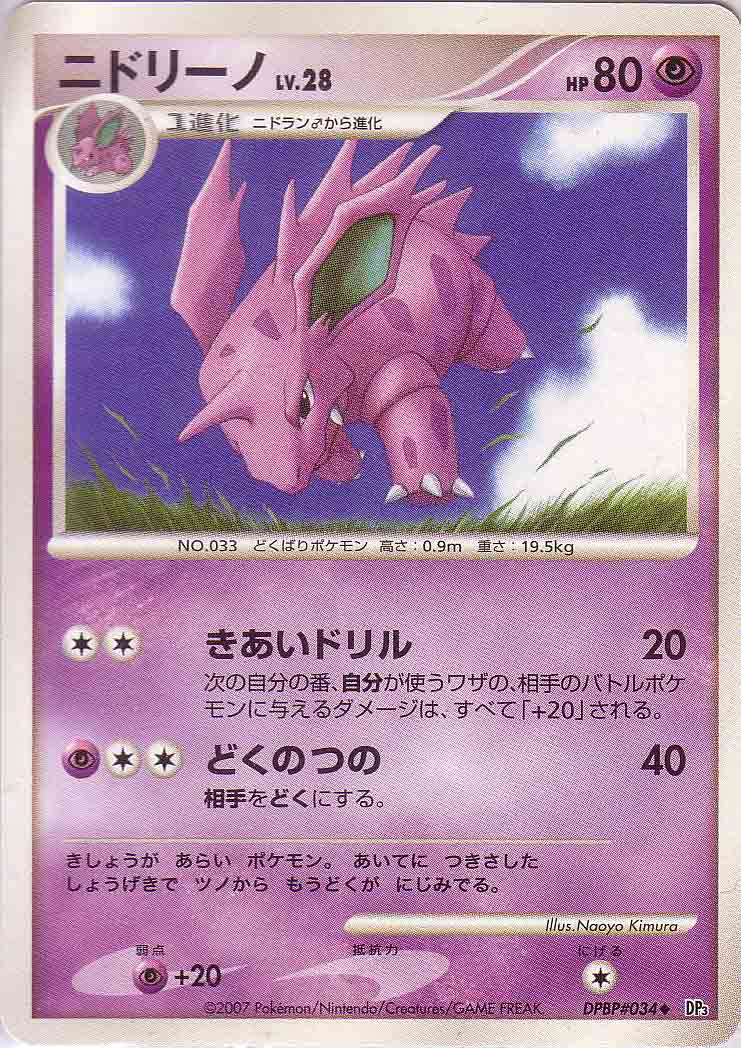 ニドリーノ LV.28 HP 80
1進化 ニドラン♂から進化
NO.033 どくばりポケモン 高さ:0.9m 重さ:19.5kg
きあいドリル 20
次の自分の番、自分が使うワザの、相手のバトルポケ
モンに与えるダメージは、すべて「+20」される。
どくのつの 40
相手をどくにする。
きしょうが あらい ポケモン。 あいてに つきさした
しょうげきで ツノから もうどくが にじみでる。
Illus.Naoyo Kimura
弱点 抵抗力 にげる
+20
©2007 Pokémon/Nintendo/Creatures/GAME FREAK. DPBP#034◆ DP3